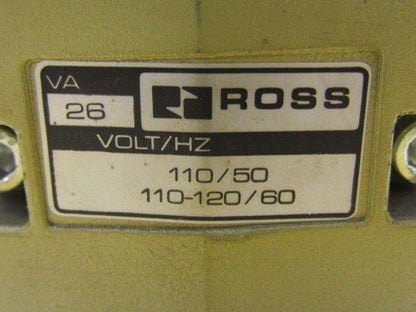 VA
26
ROSS
VOLT/HZ
110/50
110-120/60